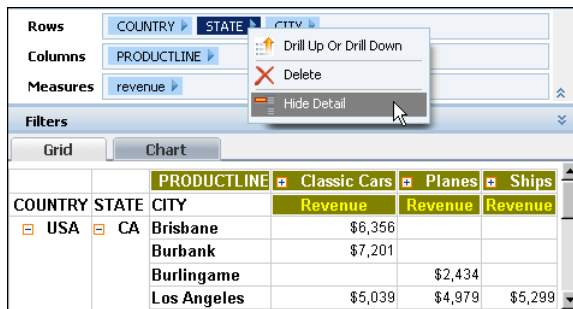 Rows COUNTRY STATE CITY
Drill Up Or Drill Down
Columns PRODUCTLINE
Delete
Measures revenue
Hide Detail
Filters
Grid Chart
PRODUCTLINE Classic Cars Planes Ships
COUNTRY STATE CITY Revenue Revenue Revenue
USA CA Brisbane $6,356
Burbank $7,201
Burlingame $2,434
Los Angeles $5,039 $4,979 $5,299